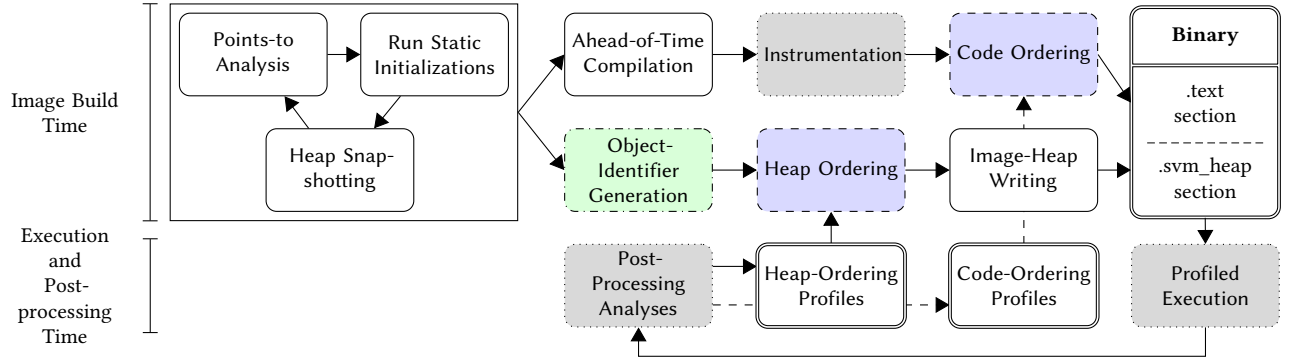 Image Build
Time
Points-to
Analysis
Run Static
Initializations
Heap Snap-
shotting
Ahead-of-Time
Compilation
Instrumentation
Code Ordering
Binary
.text
section
.svm_heap
section
Object-
Identifier
Generation
Heap Ordering
Image-Heap
Writing
Execution
and
Post-
processing
Time
Post-
Processing
Analyses
Heap-Ordering
Profiles
Code-Ordering
Profiles
Profiled
Execution